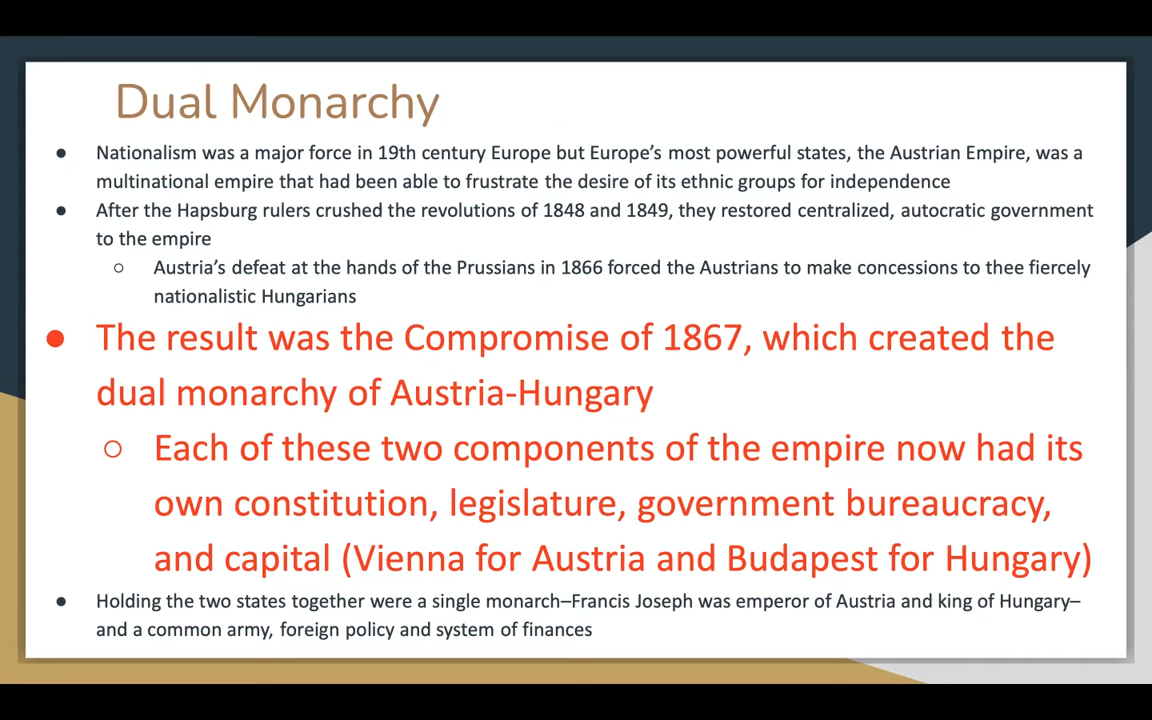 Dual Monarchy
● Nationalism was a major force in 19th century Europe but Europe’s most powerful states, the Austrian Empire, was a
multinational empire that had been able to frustrate the desire of its ethnic groups for independence
● After the Hapsburg rulers crushed the revolutions of 1848 and 1849, they restored centralized, autocratic government
to the empire
○ Austria’s defeat at the hands of the Prussians in 1866 forced the Austrians to make concessions to thee fiercely
nationalistic Hungarians
● The result was the Compromise of 1867, which created the
dual monarchy of Austria-Hungary
○ Each of these two components of the empire now had its
own constitution, legislature, government bureaucracy,
and capital (Vienna for Austria and Budapest for Hungary)
● Holding the two states together were a single monarch–Francis Joseph was emperor of Austria and king of Hungary–
and a common army, foreign policy and system of finances